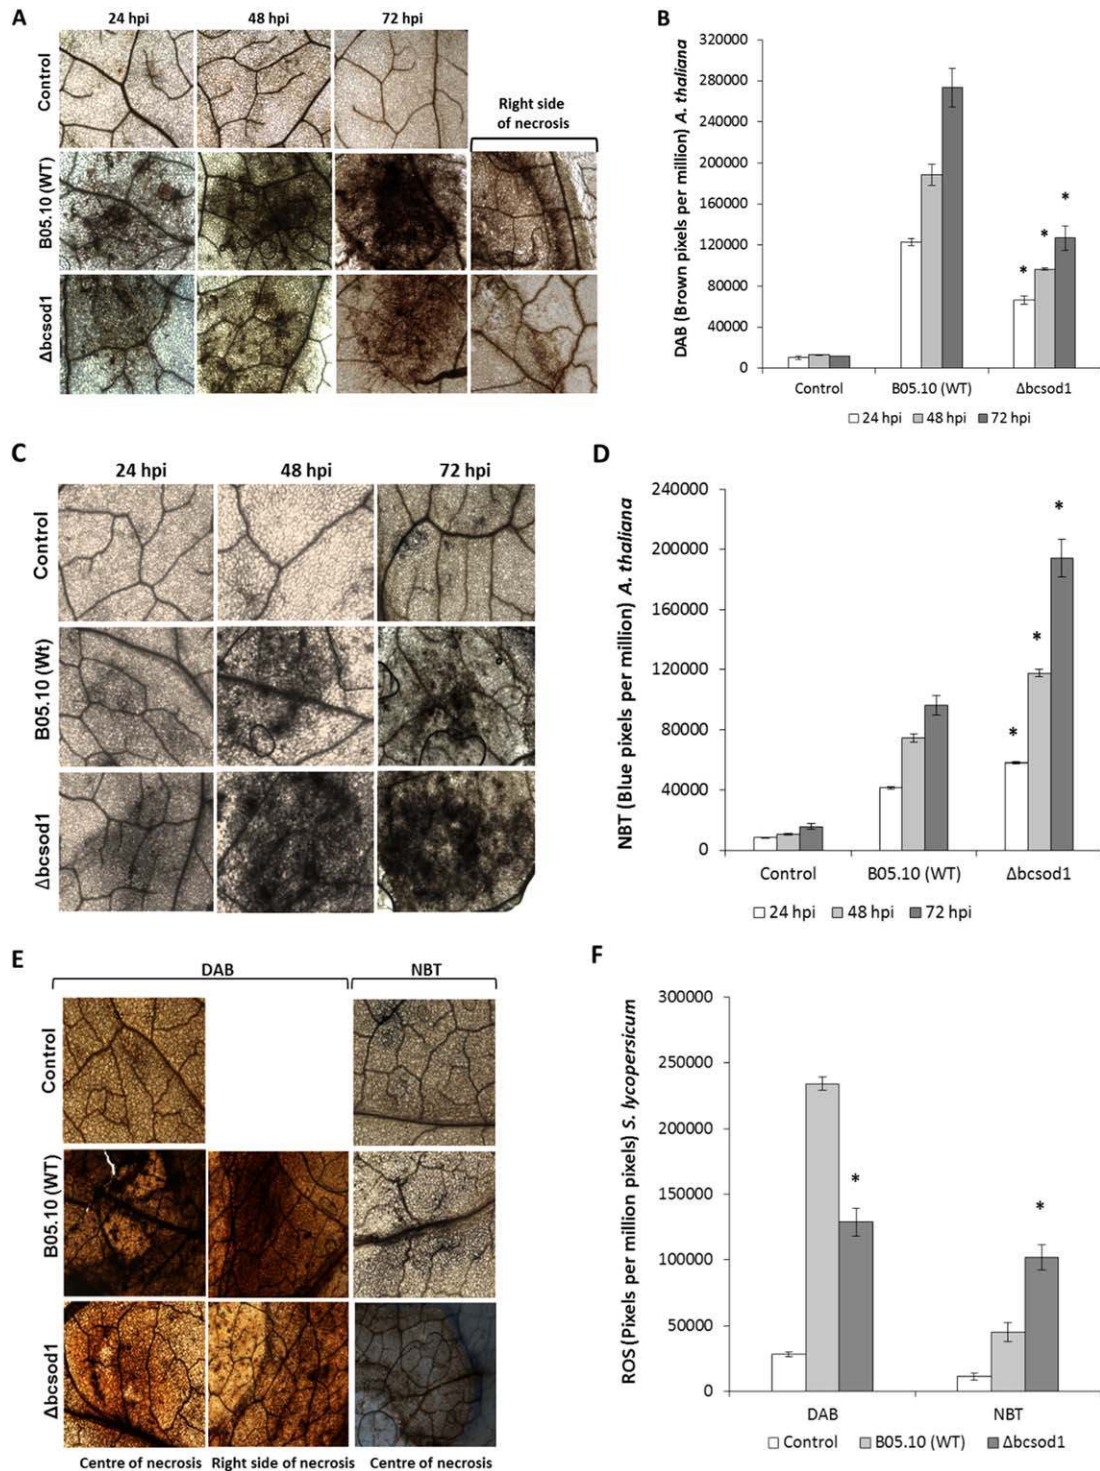 A
24 hpi
48 hpi
72 hpi
Control
Right side
of necrosis
B05.10 (WT)
Δbcsod1
B
DAB (Brown pixels per million) A. thaliana
320000
280000
240000
200000
160000
120000
80000
40000
0
*
*
*
Control
B05.10 (WT)
Δbcsod1
24 hpi
48 hpi
72 hpi
C
24 hpi
48 hpi
72 hpi
Control
B05.10 (Wt)
Δbcsod1
D
NBT (Blue pixels per million) A. thaliana
240000
200000
160000
120000
80000
40000
0
*
*
*
Control
B05.10 (WT)
Δbcsod1
24 hpi
48 hpi
72 hpi
E
DAB
NBT
Control
B05.10 (WT)
Δbcsod1
Centre of necrosis
Right side of necrosis
Centre of necrosis
F
ROS (Pixels per million pixels) S. lycopersicum
300000
250000
200000
150000
100000
50000
0
*
*
DAB
NBT
Control
B05.10 (WT)
Δbcsod1